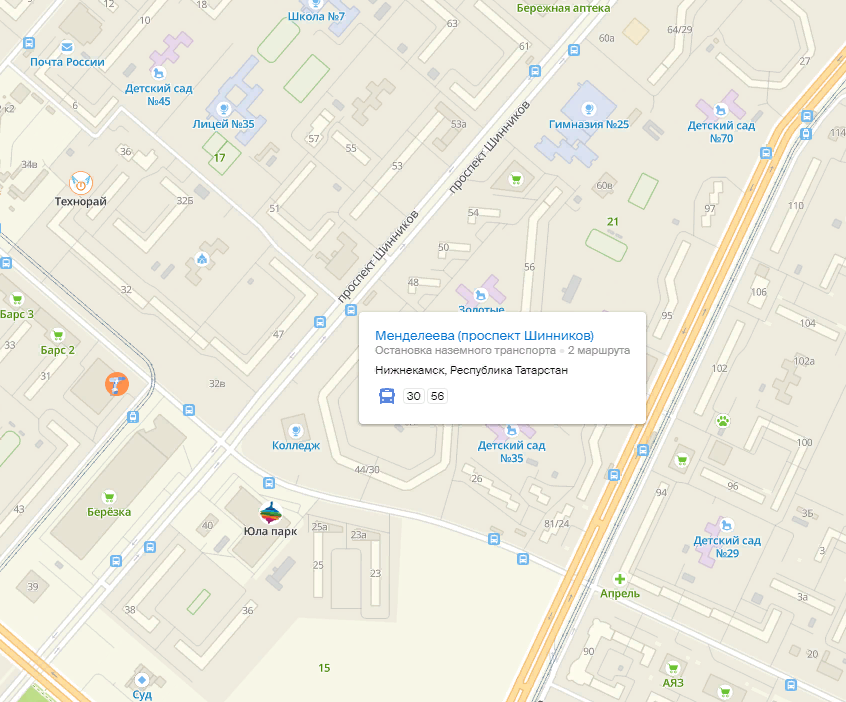 12
Школа №7
Бережная аптека
63
64/29
60а
61
Почта России
27
Детский сад
№45
к2
Лицей №35
53а
Гимназия №25
Детский сад
№70
114
57
55
36
17
53
34в
проспект Шинников
60в
Технорай
32Б
51
54
97
110
21
проспект Шинников
50
56
32
48
106
Барс 3
Золотые
95
104
47
33
Барс 2
31
Менделеева (проспект Шинников)
Остановка наземного транспорта
2 маршрута
Нижнекамск, Республика Татарстан
30
56
102
102а
32в
Колледж
Детский сад
№35
100
44/30
26
94
96
43
Берёзка
40
Юла парк
25а
23а
81/24
3Б
Детский сад
№29
3
39
25
23
Апрель
3а
38
36
90
20
15
АЯЗ
Суд